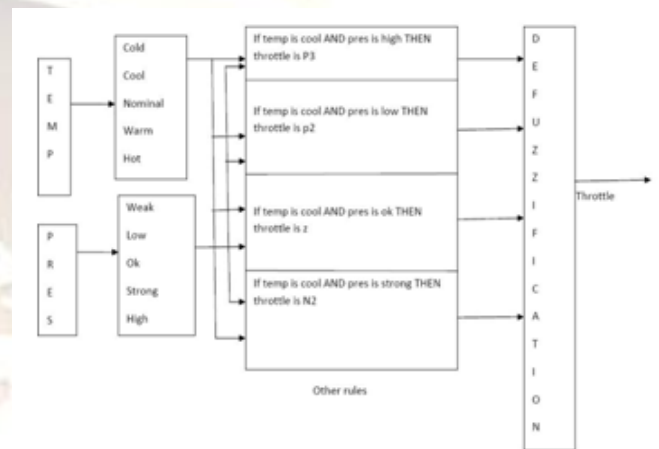 TEMP
Cold
Cool
Nominal
Warm
Hot
PRES
Weak
Low
Ok
Strong
High
If temp is cool AND pres is high THEN
throttle is P3
If temp is cool AND pres is low THEN
throttle is p2
If temp is cool AND pres is ok THEN
throttle is z
If temp is cool AND pres is strong THEN
throttle is N2
Other rules
DEFUZZIFICATION
Throttle